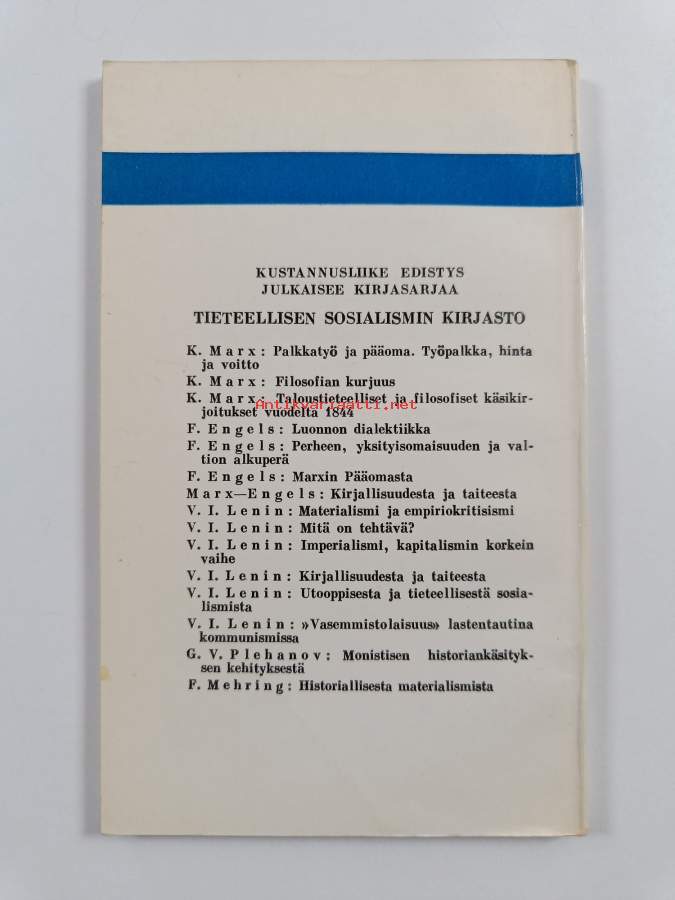 KUSTANNUSLIIKE EDISTYS
JULKAISEE KIRJASARJAA
TIETEELLISEN SOSIALISMIN KIRJASTO
K. Marx: Palkkatyö ja pääoma. Työpalkka, hinta
ja voitto
K. Marx: Filosofian kurjuus
K. Marx: Taloustieteelliset ja filosofiset käsikir-
joitukset vuodelta 1844
Antikvariaatti.net
F. Engels: Luonnon dialektiikka
F. Engels: Perheen, yksityisomaisuuden ja val-
tion alkuperä
F. Engels: Marxin Pääomasta
Marx—Engels: Kirjallisuudesta ja taiteesta
V. I. Lenin: Materialismi ja empiriokritisismi
V. I. Lenin: Mitä on tehtävä?
V. I. Lenin: Imperialismi, kapitalismin korkein
vaihe
V. I. Lenin: Kirjallisuudesta ja taiteesta
V. I. Lenin: Utooppisesta ja tieteellisestä sosia-
lismista
V. I. Lenin: »Vasemmistolaisuus» lastentautina
kommunismissa
G. V. Plehanov: Monistisen historiankäsityk-
sen kehityksestä
F. Mehring: Historiallisesta materialismista